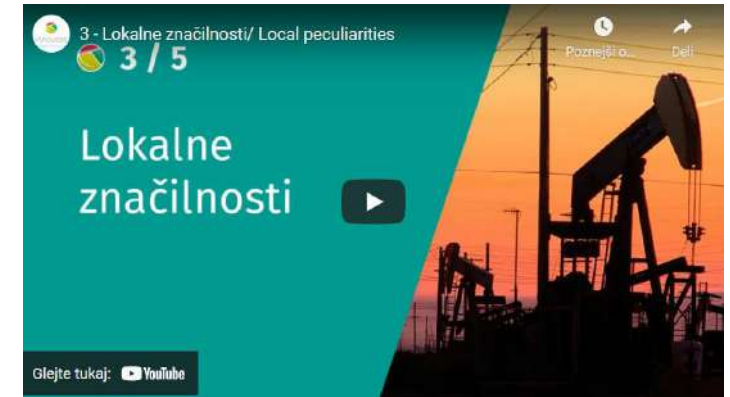 3 - Lokalne značilnosti/ Local peculiarities
3 / 5
Poznejši o...
Deli
Lokalne
značilnosti
Glejte tukaj: YouTube